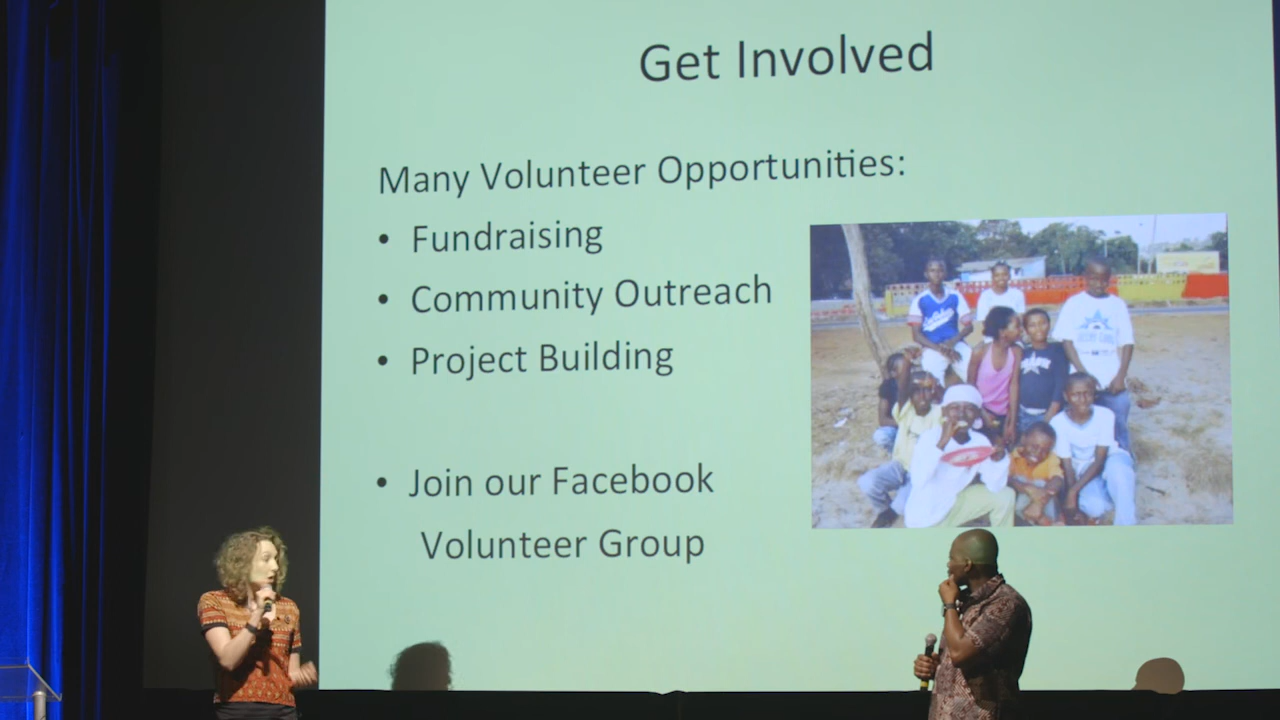 Get Involved
Many Volunteer Opportunities:
• Fundraising
• Community Outreach
• Project Building
• Join our Facebook
Volunteer Group